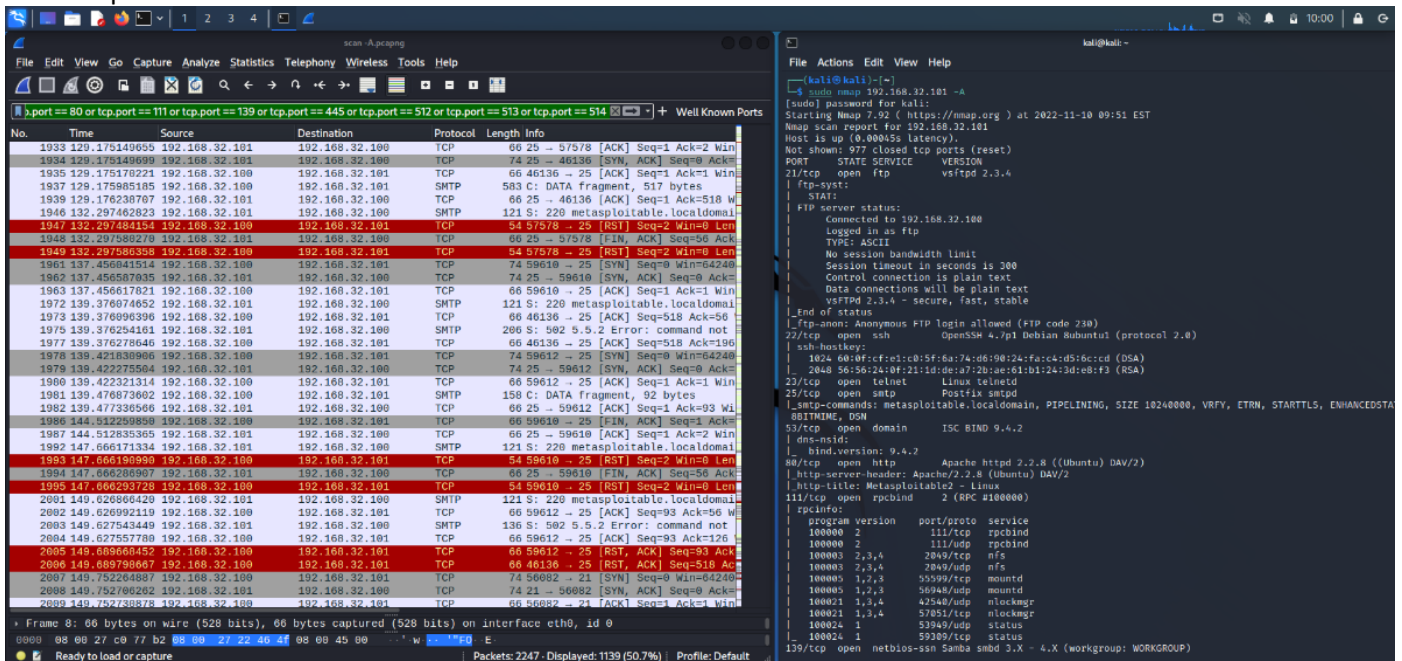 1 2 3 4
10:00
scan -A.pcapng
File Edit View Go Capture Analyze Statistics Telephony Wireless Tools Help
.port == 80 or tcp.port == 111 or tcp.port == 139 or tcp.port == 445 or tcp.port == 512 or tcp.port == 513 or tcp.port == 514 + Well Known Ports
No. Time Source Destination Protocol Length Info
1933 129.175149655 192.168.32.101 192.168.32.100 TCP 66 25 → 57578 [ACK] Seq=1 Ack=2 Win
1934 129.175149699 192.168.32.101 192.168.32.100 TCP 74 25 → 46136 [SYN, ACK] Seq=0 Ack=
1935 129.175170221 192.168.32.100 192.168.32.101 TCP 66 46136 → 25 [ACK] Seq=1 Ack=1 Win
1937 129.175985185 192.168.32.100 192.168.32.101 SMTP 583 C: DATA fragment, 517 bytes
1939 129.176238707 192.168.32.101 192.168.32.100 TCP 66 25 → 46136 [ACK] Seq=1 Ack=518 W
1946 132.297462823 192.168.32.101 192.168.32.100 SMTP 121 S: 220 metasploitable.localdomai
1947 132.297484154 192.168.32.100 192.168.32.101 TCP 54 57578 → 25 [RST] Seq=2 Win=0 Len
1948 132.297580270 192.168.32.101 192.168.32.100 TCP 66 25 → 57578 [FIN, ACK] Seq=56 Ack
1949 132.297586358 192.168.32.100 192.168.32.101 TCP 54 57578 → 25 [RST] Seq=2 Win=0 Len
1961 137.456041514 192.168.32.100 192.168.32.101 TCP 74 59610 → 25 [SYN] Seq=0 Win=64240
1962 137.456587035 192.168.32.101 192.168.32.100 TCP 74 25 → 59610 [SYN, ACK] Seq=0 Ack=
1963 137.456617821 192.168.32.100 192.168.32.101 TCP 66 59610 → 25 [ACK] Seq=1 Ack=1 Win
1972 139.376074652 192.168.32.101 192.168.32.100 SMTP 121 S: 220 metasploitable.localdomai
1973 139.376096396 192.168.32.100 192.168.32.101 TCP 66 46136 → 25 [ACK] Seq=518 Ack=56
1975 139.376254161 192.168.32.101 192.168.32.100 SMTP 206 S: 502 5.5.2 Error: command not
1977 139.376278646 192.168.32.100 192.168.32.101 TCP 66 46136 → 25 [ACK] Seq=518 Ack=196
1978 139.421830906 192.168.32.100 192.168.32.101 TCP 74 59612 → 25 [SYN] Seq=0 Win=64240
1979 139.422275504 192.168.32.101 192.168.32.100 TCP 74 25 → 59612 [SYN, ACK] Seq=0 Ack=
1980 139.422321314 192.168.32.100 192.168.32.101 TCP 66 59612 → 25 [ACK] Seq=1 Ack=1 Win
1981 139.476873602 192.168.32.100 192.168.32.101 SMTP 158 C: DATA fragment, 92 bytes
1982 139.477336566 192.168.32.101 192.168.32.100 TCP 66 25 → 59612 [ACK] Seq=1 Ack=93 Wi
1986 144.512259850 192.168.32.100 192.168.32.101 TCP 66 59610 → 25 [FIN, ACK] Seq=1 Ack=
1987 144.512835365 192.168.32.101 192.168.32.100 TCP 66 25 → 59610 [ACK] Seq=1 Ack=2 Win
1992 147.666171334 192.168.32.101 192.168.32.100 SMTP 121 S: 220 metasploitable.localdomai
1993 147.666190990 192.168.32.100 192.168.32.101 TCP 54 59610 → 25 [RST] Seq=2 Win=0 Len
1994 147.666286907 192.168.32.101 192.168.32.100 TCP 66 25 → 59610 [FIN, ACK] Seq=56 Ack
1995 147.666293728 192.168.32.100 192.168.32.101 TCP 54 59610 → 25 [RST] Seq=2 Win=0 Len
2001 149.626866420 192.168.32.101 192.168.32.100 SMTP 121 S: 220 metasploitable.localdomai
2002 149.626992119 192.168.32.100 192.168.32.101 TCP 66 59612 → 25 [ACK] Seq=93 Ack=56 W
2003 149.627543449 192.168.32.101 192.168.32.100 SMTP 136 S: 502 5.5.2 Error: command not
2004 149.627557780 192.168.32.100 192.168.32.101 TCP 66 59612 → 25 [ACK] Seq=93 Ack=126
2005 149.689668452 192.168.32.100 192.168.32.101 TCP 66 59612 → 25 [RST, ACK] Seq=93 Ack
2006 149.689798667 192.168.32.100 192.168.32.101 TCP 66 46136 → 25 [RST, ACK] Seq=518 Ac
2007 149.752264887 192.168.32.100 192.168.32.101 TCP 74 56082 → 21 [SYN] Seq=0 Win=64240
2008 149.752706262 192.168.32.101 192.168.32.100 TCP 74 21 → 56082 [SYN, ACK] Seq=0 Ack=
2009 149.752730878 192.168.32.100 192.168.32.101 TCP 66 56082 → 21 [ACK] Seq=1 Ack=1 Win
Frame 8: 66 bytes on wire (528 bits), 66 bytes captured (528 bits) on interface eth0, id 0
0000 08 00 27 c0 77 b2 08 00 27 22 46 4f 08 00 45 00 ··'·w··· '"FO··E·
Ready to load or capture Packets: 2247 · Displayed: 1139 (50.7%) Profile: Default
kali@kali: ~
File Actions Edit View Help
┌──(kali㉿kali)-[~]
└─$ sudo nmap 192.168.32.101 -A
[sudo] password for kali:
Starting Nmap 7.92 ( https://nmap.org ) at 2022-11-10 09:51 EST
Nmap scan report for 192.168.32.101
Host is up (0.00045s latency).
Not shown: 977 closed tcp ports (reset)
PORT STATE SERVICE VERSION
21/tcp open ftp vsftpd 2.3.4
| ftp-syst:
| STAT:
| FTP server status:
| Connected to 192.168.32.100
| Logged in as ftp
| TYPE: ASCII
| No session bandwidth limit
| Session timeout in seconds is 300
| Control connection is plain text
| Data connections will be plain text
| vsFTPd 2.3.4 - secure, fast, stable
|_End of status
|_ftp-anon: Anonymous FTP login allowed (FTP code 230)
22/tcp open ssh OpenSSH 4.7p1 Debian 8ubuntu1 (protocol 2.0)
| ssh-hostkey:
| 1024 60:0f:cf:e1:c0:5f:6a:74:d6:90:24:fa:c4:d5:6c:cd (DSA)
|_ 2048 56:56:24:0f:21:1d:de:a7:2b:ae:61:b1:24:3d:e8:f3 (RSA)
23/tcp open telnet Linux telnetd
25/tcp open smtp Postfix smtpd
|_smtp-commands: metasploitable.localdomain, PIPELINING, SIZE 10240000, VRFY, ETRN, STARTTLS, ENHANCEDSTA
8BITMIME, DSN
53/tcp open domain ISC BIND 9.4.2
| dns-nsid:
|_ bind.version: 9.4.2
80/tcp open http Apache httpd 2.2.8 ((Ubuntu) DAV/2)
|_http-server-header: Apache/2.2.8 (Ubuntu) DAV/2
|_http-title: Metasploitable2 - Linux
111/tcp open rpcbind 2 (RPC #100000)
| rpcinfo:
| program version port/proto service
| 100000 2 111/tcp rpcbind
| 100000 2 111/udp rpcbind
| 100003 2,3,4 2049/tcp nfs
| 100003 2,3,4 2049/udp nfs
| 100005 1,2,3 55599/tcp mountd
| 100005 1,2,3 56948/udp mountd
| 100021 1,3,4 42540/udp nlockmgr
| 100021 1,3,4 57051/tcp nlockmgr
| 100024 1 53949/udp status
|_ 100024 1 59309/tcp status
139/tcp open netbios-ssn Samba smbd 3.X - 4.X (workgroup: WORKGROUP)